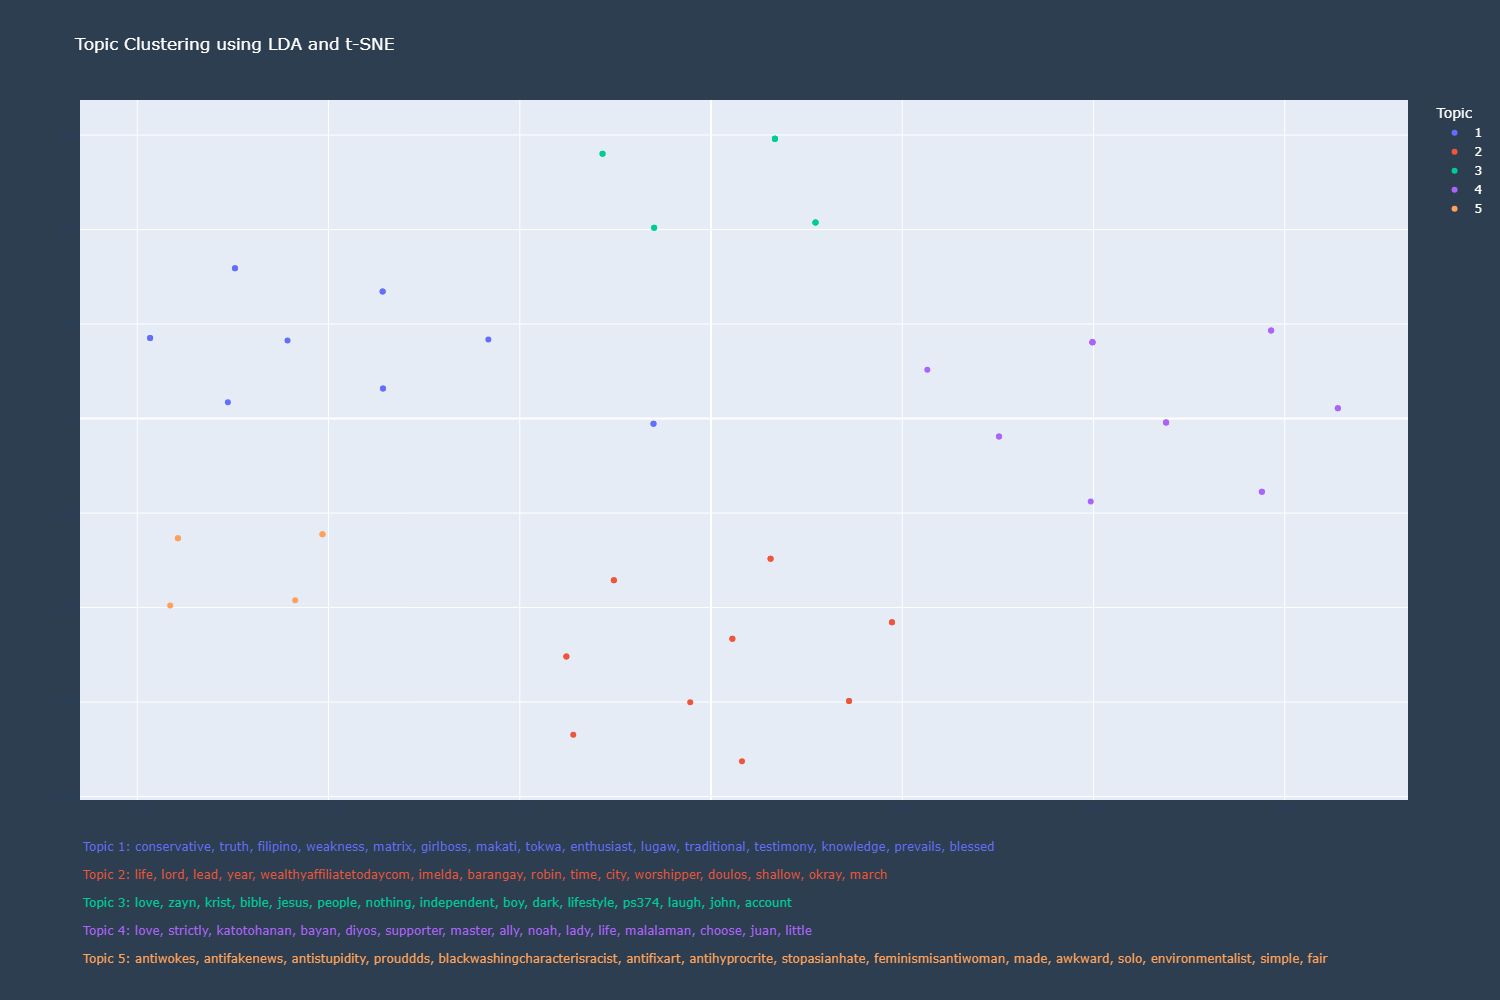 Topic Clustering using LDA and t-SNE
Topic
1
2
3
4
5
Topic 1: conservative, truth, filipino, weakness, matrix, girlboss, makati, tokwa, enthusiast, lugaw, traditional, testimony, knowledge, prevails, blessed
Topic 2: life, lord, lead, year, wealthyaffiliatetodaycom, imelda, barangay, robin, time, city, worshipper, doulos, shallow, okray, march
Topic 3: love, zayn, krist, bible, jesus, people, nothing, independent, boy, dark, lifestyle, ps374, laugh, john, account
Topic 4: love, strictly, katotohanan, bayan, diyos, supporter, master, ally, noah, lady, life, malalaman, choose, juan, little
Topic 5: antiwokes, antifakenews, antistupidity, prouddds, blackwashingcharacterisracist, antifixart, antihyprocrite, stopasianhate, feminismisantiwoman, made, awkward, solo, environmentalist, simple, fair